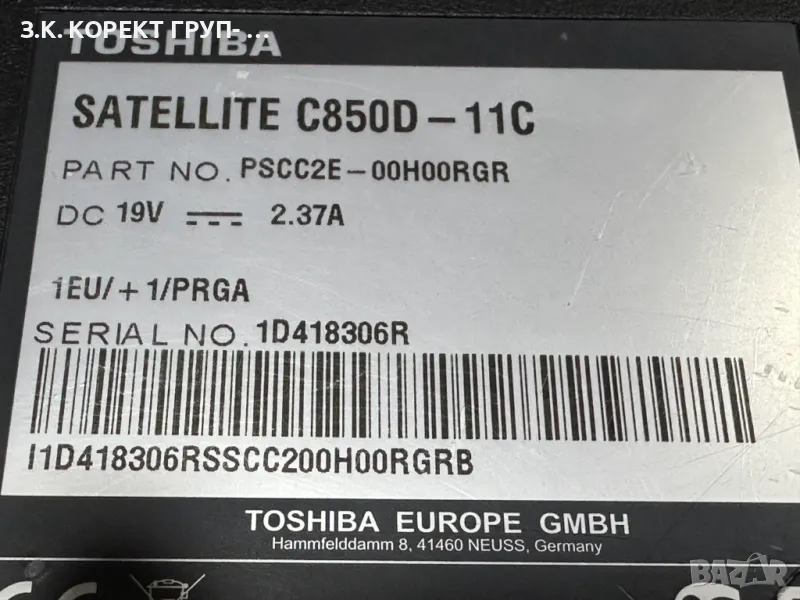 З.К. КОРЕКТ ГРУП- ...
TOSHIBA
SATELLITE C850D-11C
PART NO. PSCC2E-00H00RGR
DC 19V 2.37A
1EU/+1/PRGA
SERIAL NO. 1D418306R
I1D418306RSSCC200H00RGRB
TOSHIBA EUROPE GMBH
Hammfelddamm 8, 41460 NEUSS, Germany
BAZAR